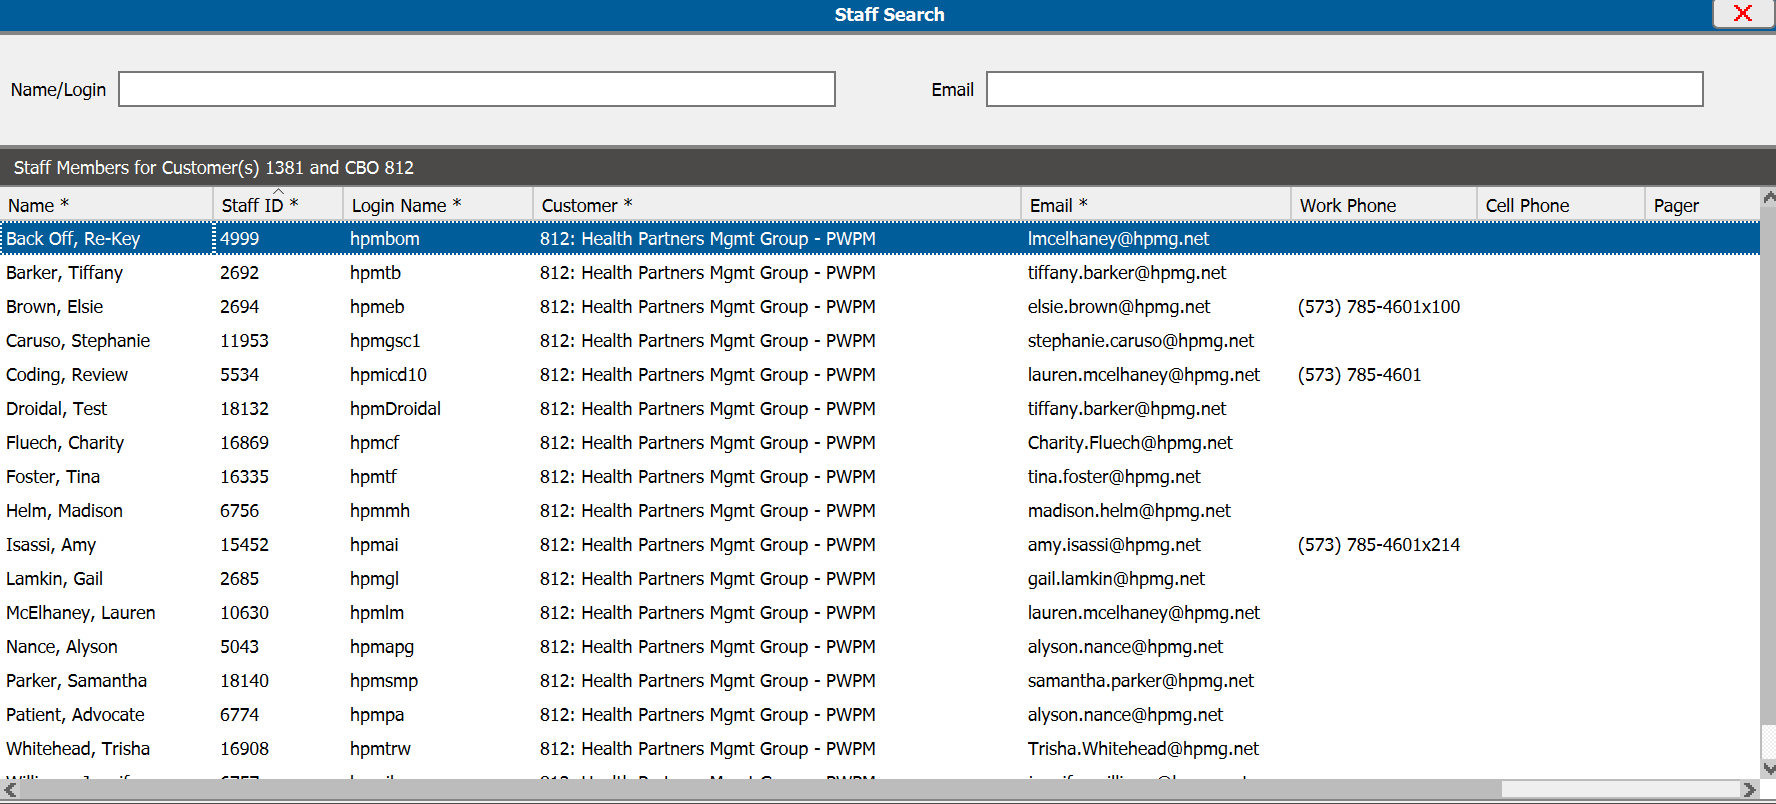 Staff Search
Name/Login Email
Staff Members for Customer(s) 1381 and CBO 812
Name * Staff ID * Login Name * Customer * Email * Work Phone Cell Phone Pager
Back Off, Re-Key 4999 hpmbom 812: Health Partners Mgmt Group - PWPM lmcelhaney@hpmg.net
Barker, Tiffany 2692 hpmtb 812: Health Partners Mgmt Group - PWPM tiffany.barker@hpmg.net
Brown, Elsie 2694 hpmeb 812: Health Partners Mgmt Group - PWPM elsie.brown@hpmg.net (573) 785-4601x100
Caruso, Stephanie 11953 hpmgsc1 812: Health Partners Mgmt Group - PWPM stephanie.caruso@hpmg.net
Coding, Review 5534 hpmicd10 812: Health Partners Mgmt Group - PWPM lauren.mcelhaney@hpmg.net (573) 785-4601
Droidal, Test 18132 hpmDroidal 812: Health Partners Mgmt Group - PWPM tiffany.barker@hpmg.net
Fluech, Charity 16869 hpmcf 812: Health Partners Mgmt Group - PWPM Charity.Fluech@hpmg.net
Foster, Tina 16335 hpmtf 812: Health Partners Mgmt Group - PWPM tina.foster@hpmg.net
Helm, Madison 6756 hpmmh 812: Health Partners Mgmt Group - PWPM madison.helm@hpmg.net
Isassi, Amy 15452 hpmai 812: Health Partners Mgmt Group - PWPM amy.isassi@hpmg.net (573) 785-4601x214
Lamkin, Gail 2685 hpmgl 812: Health Partners Mgmt Group - PWPM gail.lamkin@hpmg.net
McElhaney, Lauren 10630 hpmlm 812: Health Partners Mgmt Group - PWPM lauren.mcelhaney@hpmg.net
Nance, Alyson 5043 hpmapg 812: Health Partners Mgmt Group - PWPM alyson.nance@hpmg.net
Parker, Samantha 18140 hpmsmp 812: Health Partners Mgmt Group - PWPM samantha.parker@hpmg.net
Patient, Advocate 6774 hpmpa 812: Health Partners Mgmt Group - PWPM alyson.nance@hpmg.net
Whitehead, Trisha 16908 hpmtrw 812: Health Partners Mgmt Group - PWPM Trisha.Whitehead@hpmg.net